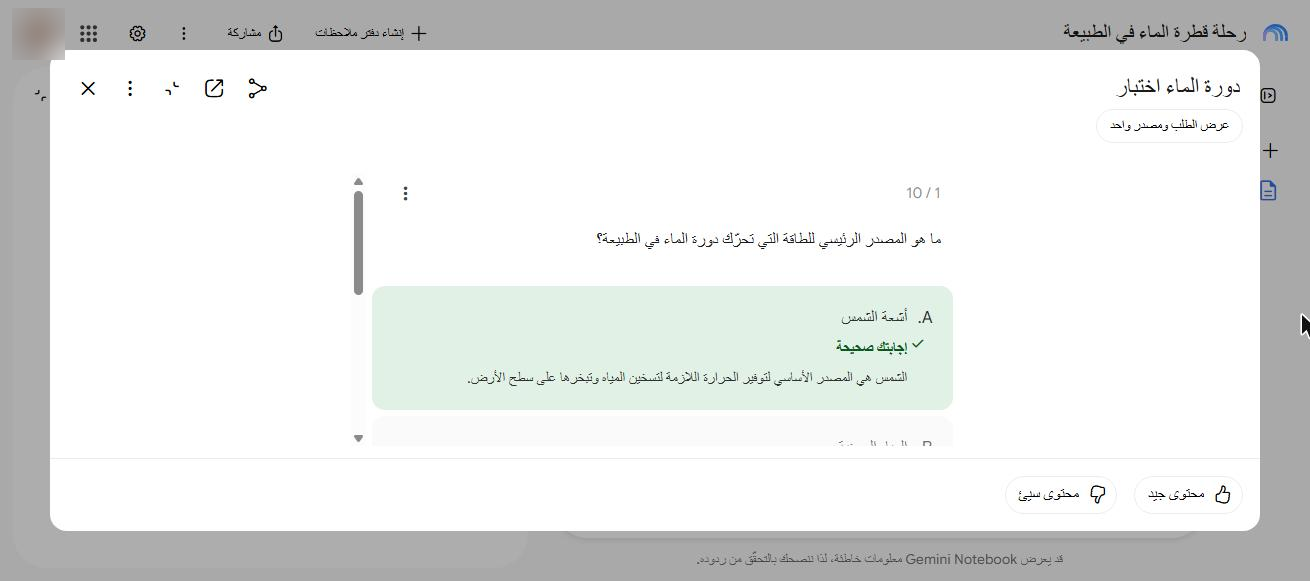 رحلة قطرة الماء في الطبيعة
إنشاء دفتر ملاحظات
مشاركة
دورة الماء اختبار
عرض الطلب ومصدر واحد
10 / 1
ما هو المصدر الرئيسي للطاقة التي تحرّك دورة الماء في الطبيعة؟
A. أشعة الشمس
إجابتك صحيحة
الشمس هي المصدر الأساسي لتوفير الحرارة اللازمة لتسخين المياه وتبخرها على سطح الأرض.
محتوى جيد
محتوى سيئ
قد يعرض Gemini Notebook معلومات خاطئة، لذا ننصحك بالتحقّق من ردوده.